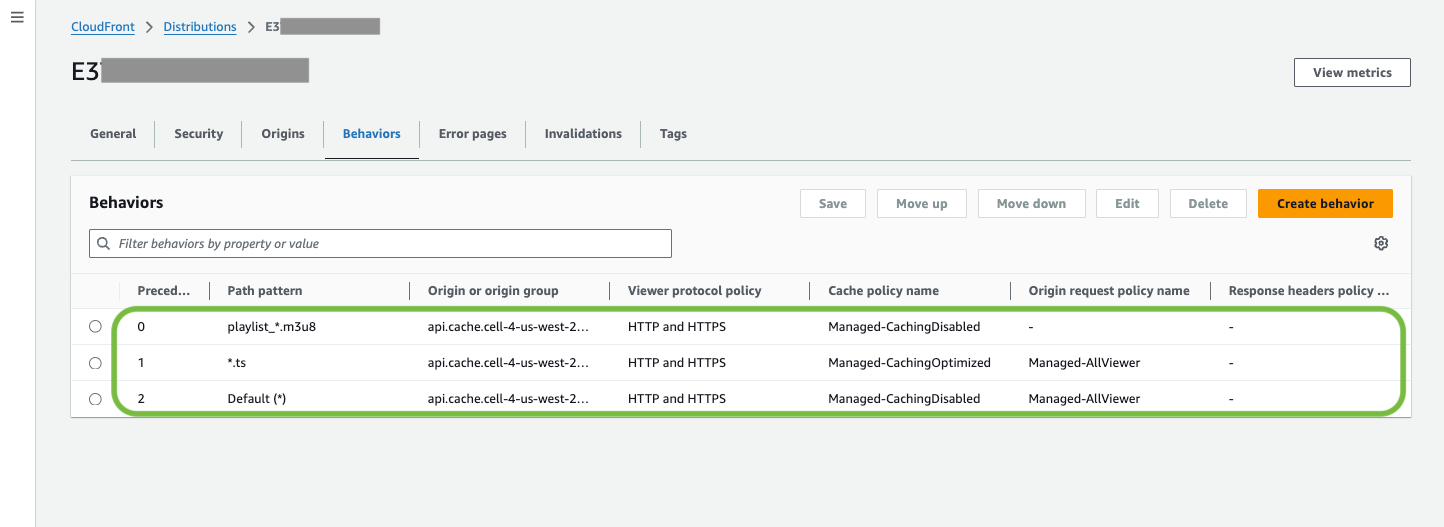 CloudFront > Distributions > E3
E3
View metrics
General Security Origins Behaviors Error pages Invalidations Tags
Behaviors
Save Move up Move down Edit Delete Create behavior
Filter behaviors by property or value
Preced... Path pattern Origin or origin group Viewer protocol policy Cache policy name Origin request policy name Response headers policy ...
0 playlist_*.m3u8 api.cache.cell-4-us-west-2... HTTP and HTTPS Managed-CachingDisabled - -
1 *.ts api.cache.cell-4-us-west-2... HTTP and HTTPS Managed-CachingOptimized Managed-AllViewer -
2 Default (*) api.cache.cell-4-us-west-2... HTTP and HTTPS Managed-CachingDisabled Managed-AllViewer -